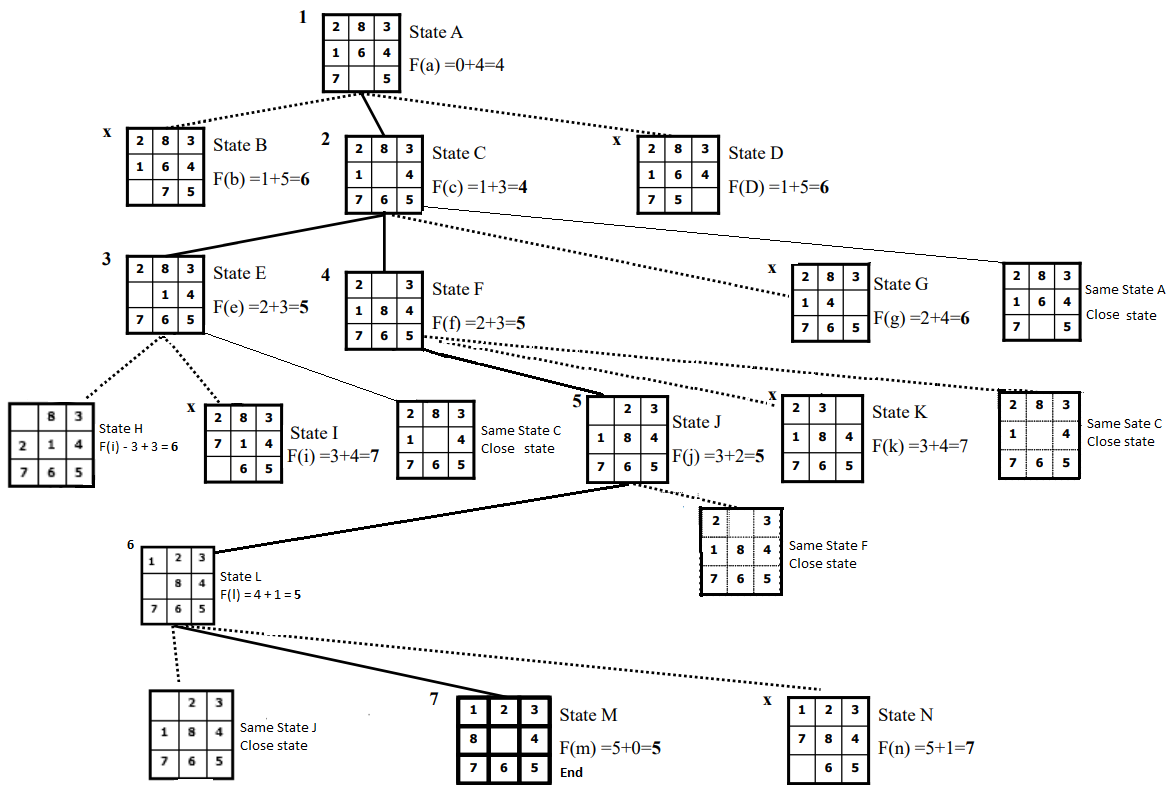 1
2 8 3
1 6 4
7 5
State A
F(a) =0+4=4
x
2 8 3
1 6 4
7 5
State B
F(b) =1+5=6
2
2 8 3
1 4
7 6 5
State C
F(c) =1+3=4
x
2 8 3
1 6 4
7 5
State D
F(D) =1+5=6
3
2 8 3
1 4
7 6 5
State E
F(e) =2+3=5
4
2 3
1 8 4
7 6 5
State F
F(f) =2+3=5
x
2 8 3
1 4
7 6 5
State G
F(g) =2+4=6
2 8 3
1 6 4
7 5
Same State A
Close state
8 3
2 1 4
7 6 5
State H
F(i) - 3 + 3 = 6
x
2 8 3
7 1 4
6 5
State I
F(i) =3+4=7
2 8 3
1 4
7 6 5
Same State C
Close state
5
2 3
1 8 4
7 6 5
State J
F(j) =3+2=5
x
2 3
1 8 4
7 6 5
State K
F(k) =3+4=7
2 8 3
1 4
7 6 5
Same Sate C
Close state
2 3
1 8 4
7 6 5
Same State F
Close state
6
1 2 3
8 4
7 6 5
State L
F(l) = 4 + 1 = 5
2 3
1 8 4
7 6 5
Same State J
Close state
7
1 2 3
8 4
7 6 5
State M
F(m) =5+0=5
End
x
1 2 3
7 8 4
6 5
State N
F(n) =5+1=7